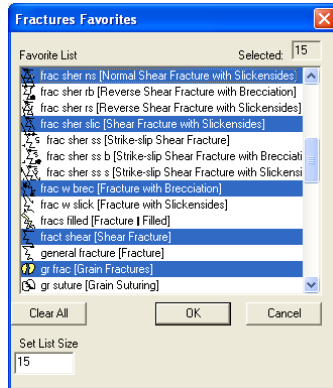 Fractures Favorites
Favorite List Selected: 15
frac sher ns [Normal Shear Fracture with Slickensides]
frac sher rb [Reverse Shear Fracture with Brecciation]
frac sher rs [Reverse Shear Fracture with Slickensides]
frac sher slic [Shear Fracture with Slickensides]
frac sher ss [Strike-slip Shear Fracture]
frac sher ss b [Strike-slip Shear Fracture with Brecciati
frac sher ss s [Strike-slip Shear Fracture with Slickensi
frac w brec [Fracture with Brecciation]
frac w slick [Fracture with Slickensides]
fracs filled [Fracture | Filled]
fract shear [Shear Fracture]
general fracture [Fracture]
gr frac [Grain Fractures]
gr suture [Grain Suturing]
Clear All OK Cancel
Set List Size
15